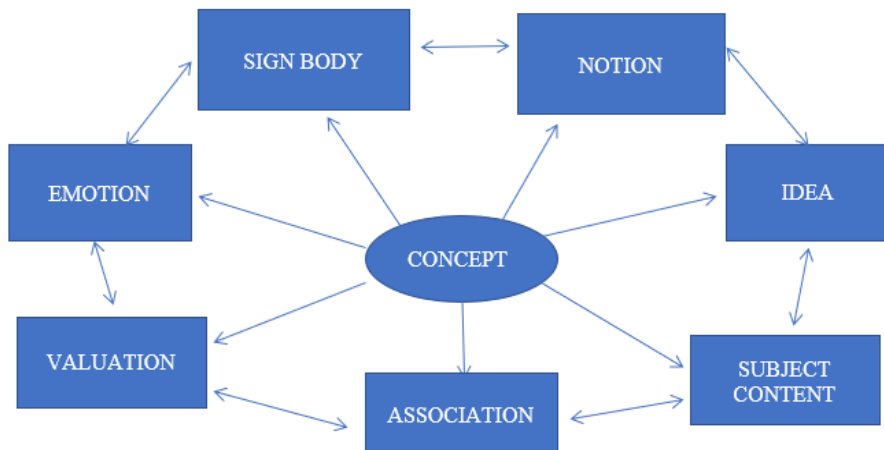 SIGN BODY
NOTION
EMOTION
IDEA
CONCEPT
VALUATION
ASSOCIATION
SUBJECT
CONTENT